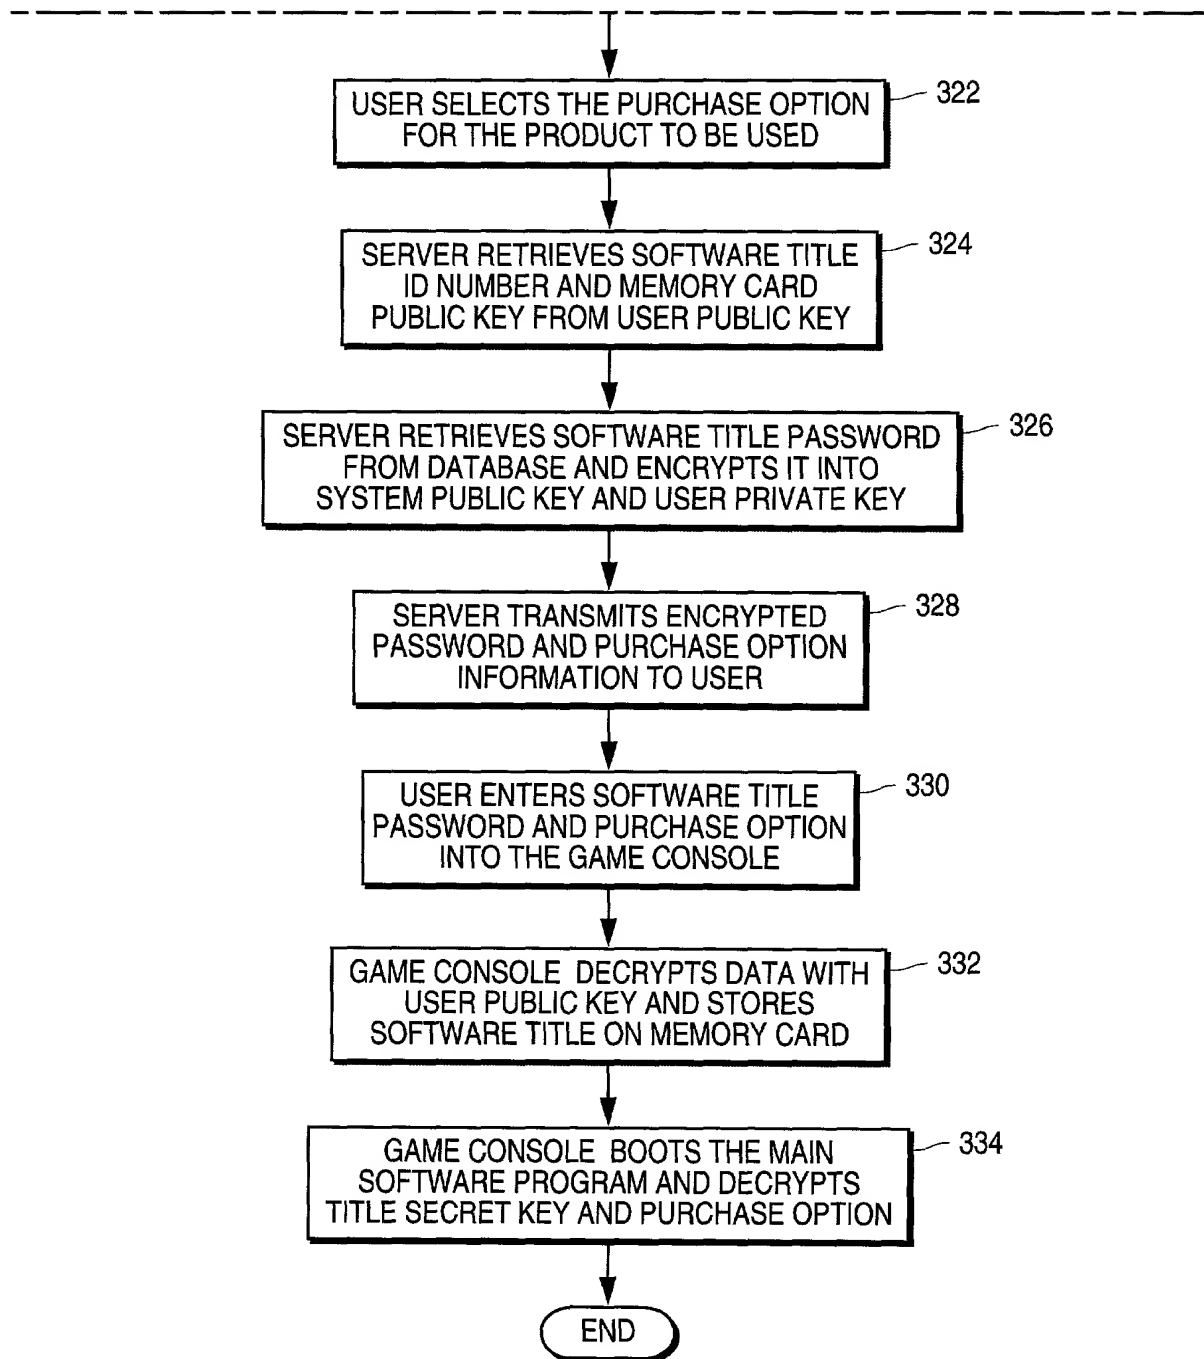 USER SELECTS THE PURCHASE OPTION
FOR THE PRODUCT TO BE USED
322
SERVER RETRIEVES SOFTWARE TITLE
ID NUMBER AND MEMORY CARD
PUBLIC KEY FROM USER PUBLIC KEY
324
SERVER RETRIEVES SOFTWARE TITLE PASSWORD
FROM DATABASE AND ENCRYPTS IT INTO
SYSTEM PUBLIC KEY AND USER PRIVATE KEY
326
SERVER TRANSMITS ENCRYPTED
PASSWORD AND PURCHASE OPTION
INFORMATION TO USER
328
USER ENTERS SOFTWARE TITLE
PASSWORD AND PURCHASE OPTION
INTO THE GAME CONSOLE
330
GAME CONSOLE DECRYPTS DATA WITH
USER PUBLIC KEY AND STORES
SOFTWARE TITLE ON MEMORY CARD
332
GAME CONSOLE BOOTS THE MAIN
SOFTWARE PROGRAM AND DECRYPTS
TITLE SECRET KEY AND PURCHASE OPTION
334
END